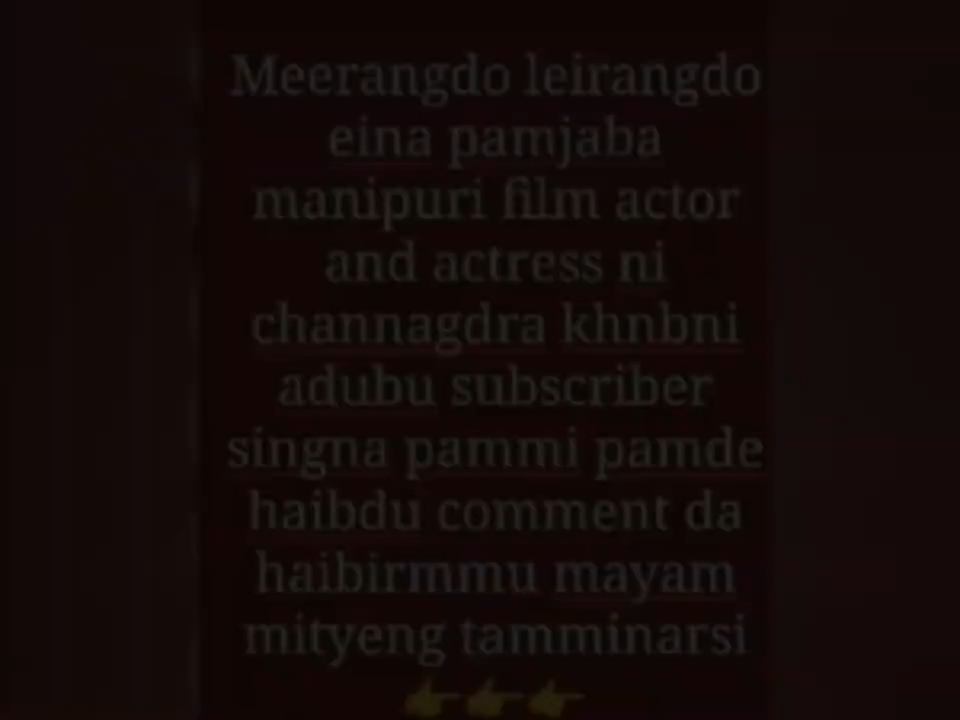 Meerangdo leirangdo
eina pamjaba
manipuri film actor
and actress ni
channagdra khnbni
adubu subscriber
singna pammi pamde
haibdu comment da
haibirmmu mayam
mityeng tamminarsi
👉👉👉